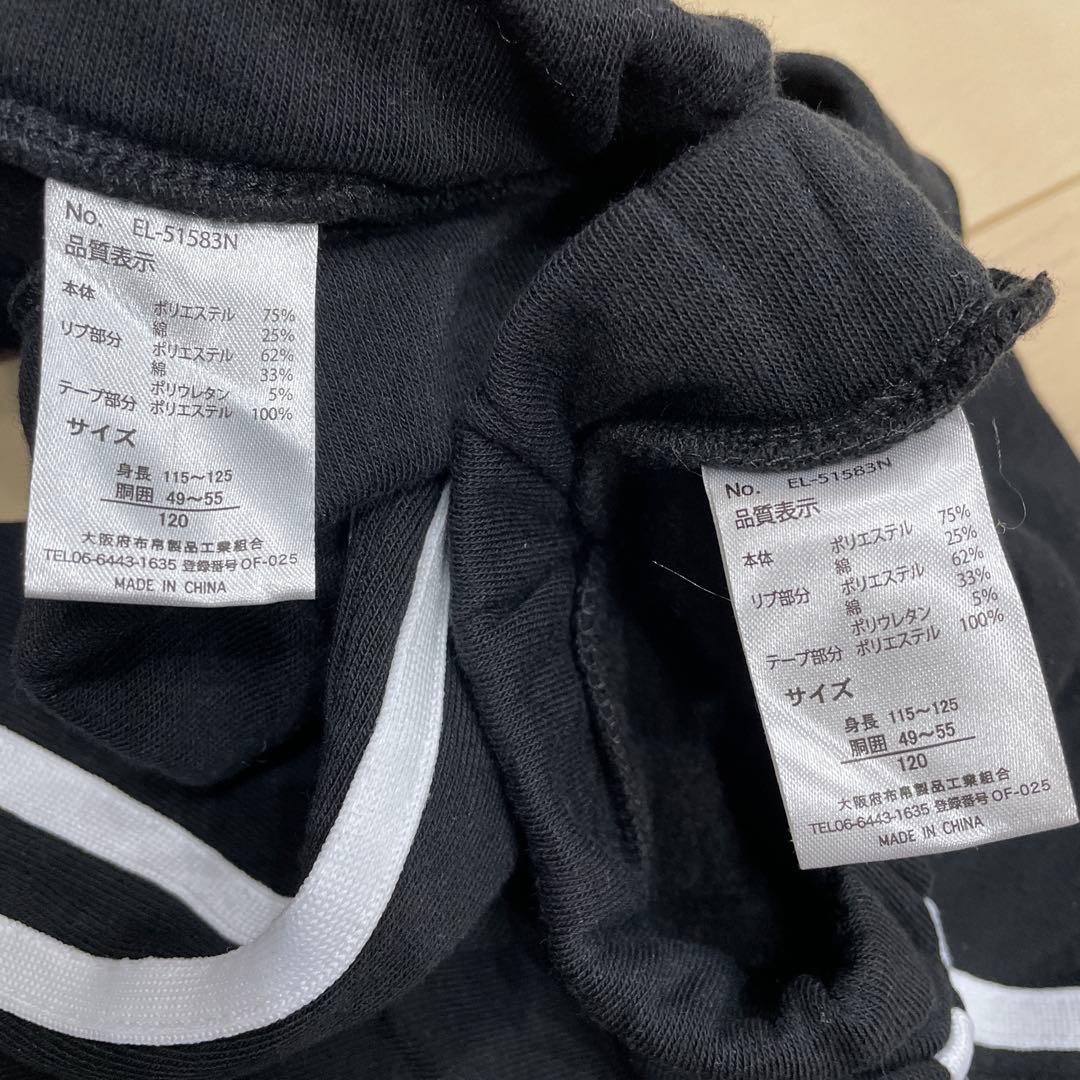 No. EL-51583N
品質表示
本体 ポリエステル 75%
綿 25%
リブ部分 ポリエステル 62%
綿 33%
ポリウレタン 5%
テープ部分 ポリエステル 100%
サイズ
身長 115〜125
胴囲 49〜55
120
大阪府布帛製品工業組合
TEL06-6443-1635 登録番号OF-025
MADE IN CHINA
No. EL-51583N
品質表示
本体 ポリエステル 75%
綿 25%
リブ部分 ポリエステル 62%
綿 33%
ポリウレタン 5%
テープ部分 ポリエステル 100%
サイズ
身長 115〜125
胴囲 49〜55
120
大阪府布帛製品工業組合
TEL06-6443-1635 登録番号OF-025
MADE IN CHINA